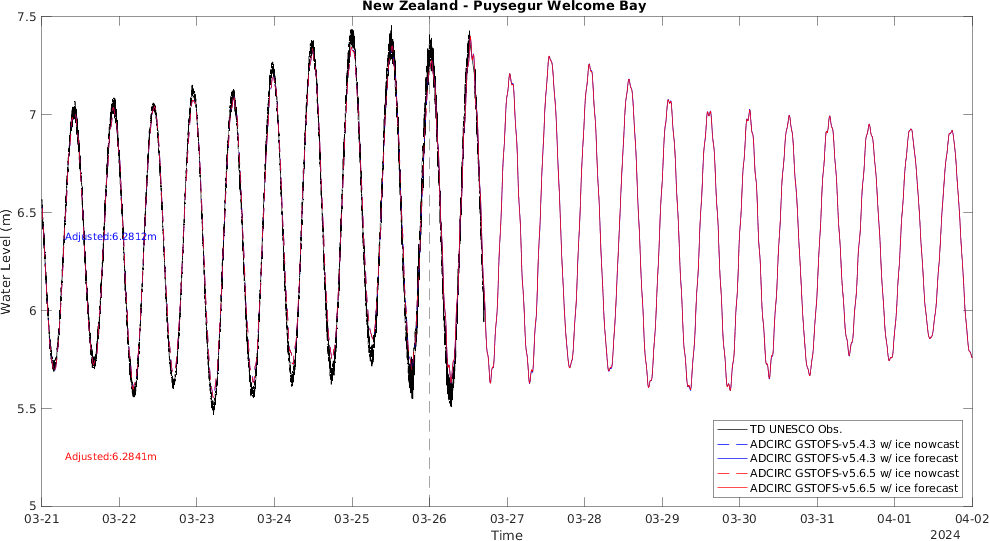 New Zealand - Puysegur Welcome Bay
7.5
7
6.5
6
5.5
5
Water Level (m)
Adjusted:6.2812m
Adjusted:6.2841m
TD UNESCO Obs.
ADCIRC GSTOFS-v5.4.3 w/ ice nowcast
ADCIRC GSTOFS-v5.4.3 w/ ice forecast
ADCIRC GSTOFS-v5.6.5 w/ ice nowcast
ADCIRC GSTOFS-v5.6.5 w/ ice forecast
03-21 03-22 03-23 03-24 03-25 03-26 03-27 03-28 03-29 03-30 03-31 04-01 04-02
Time
2024